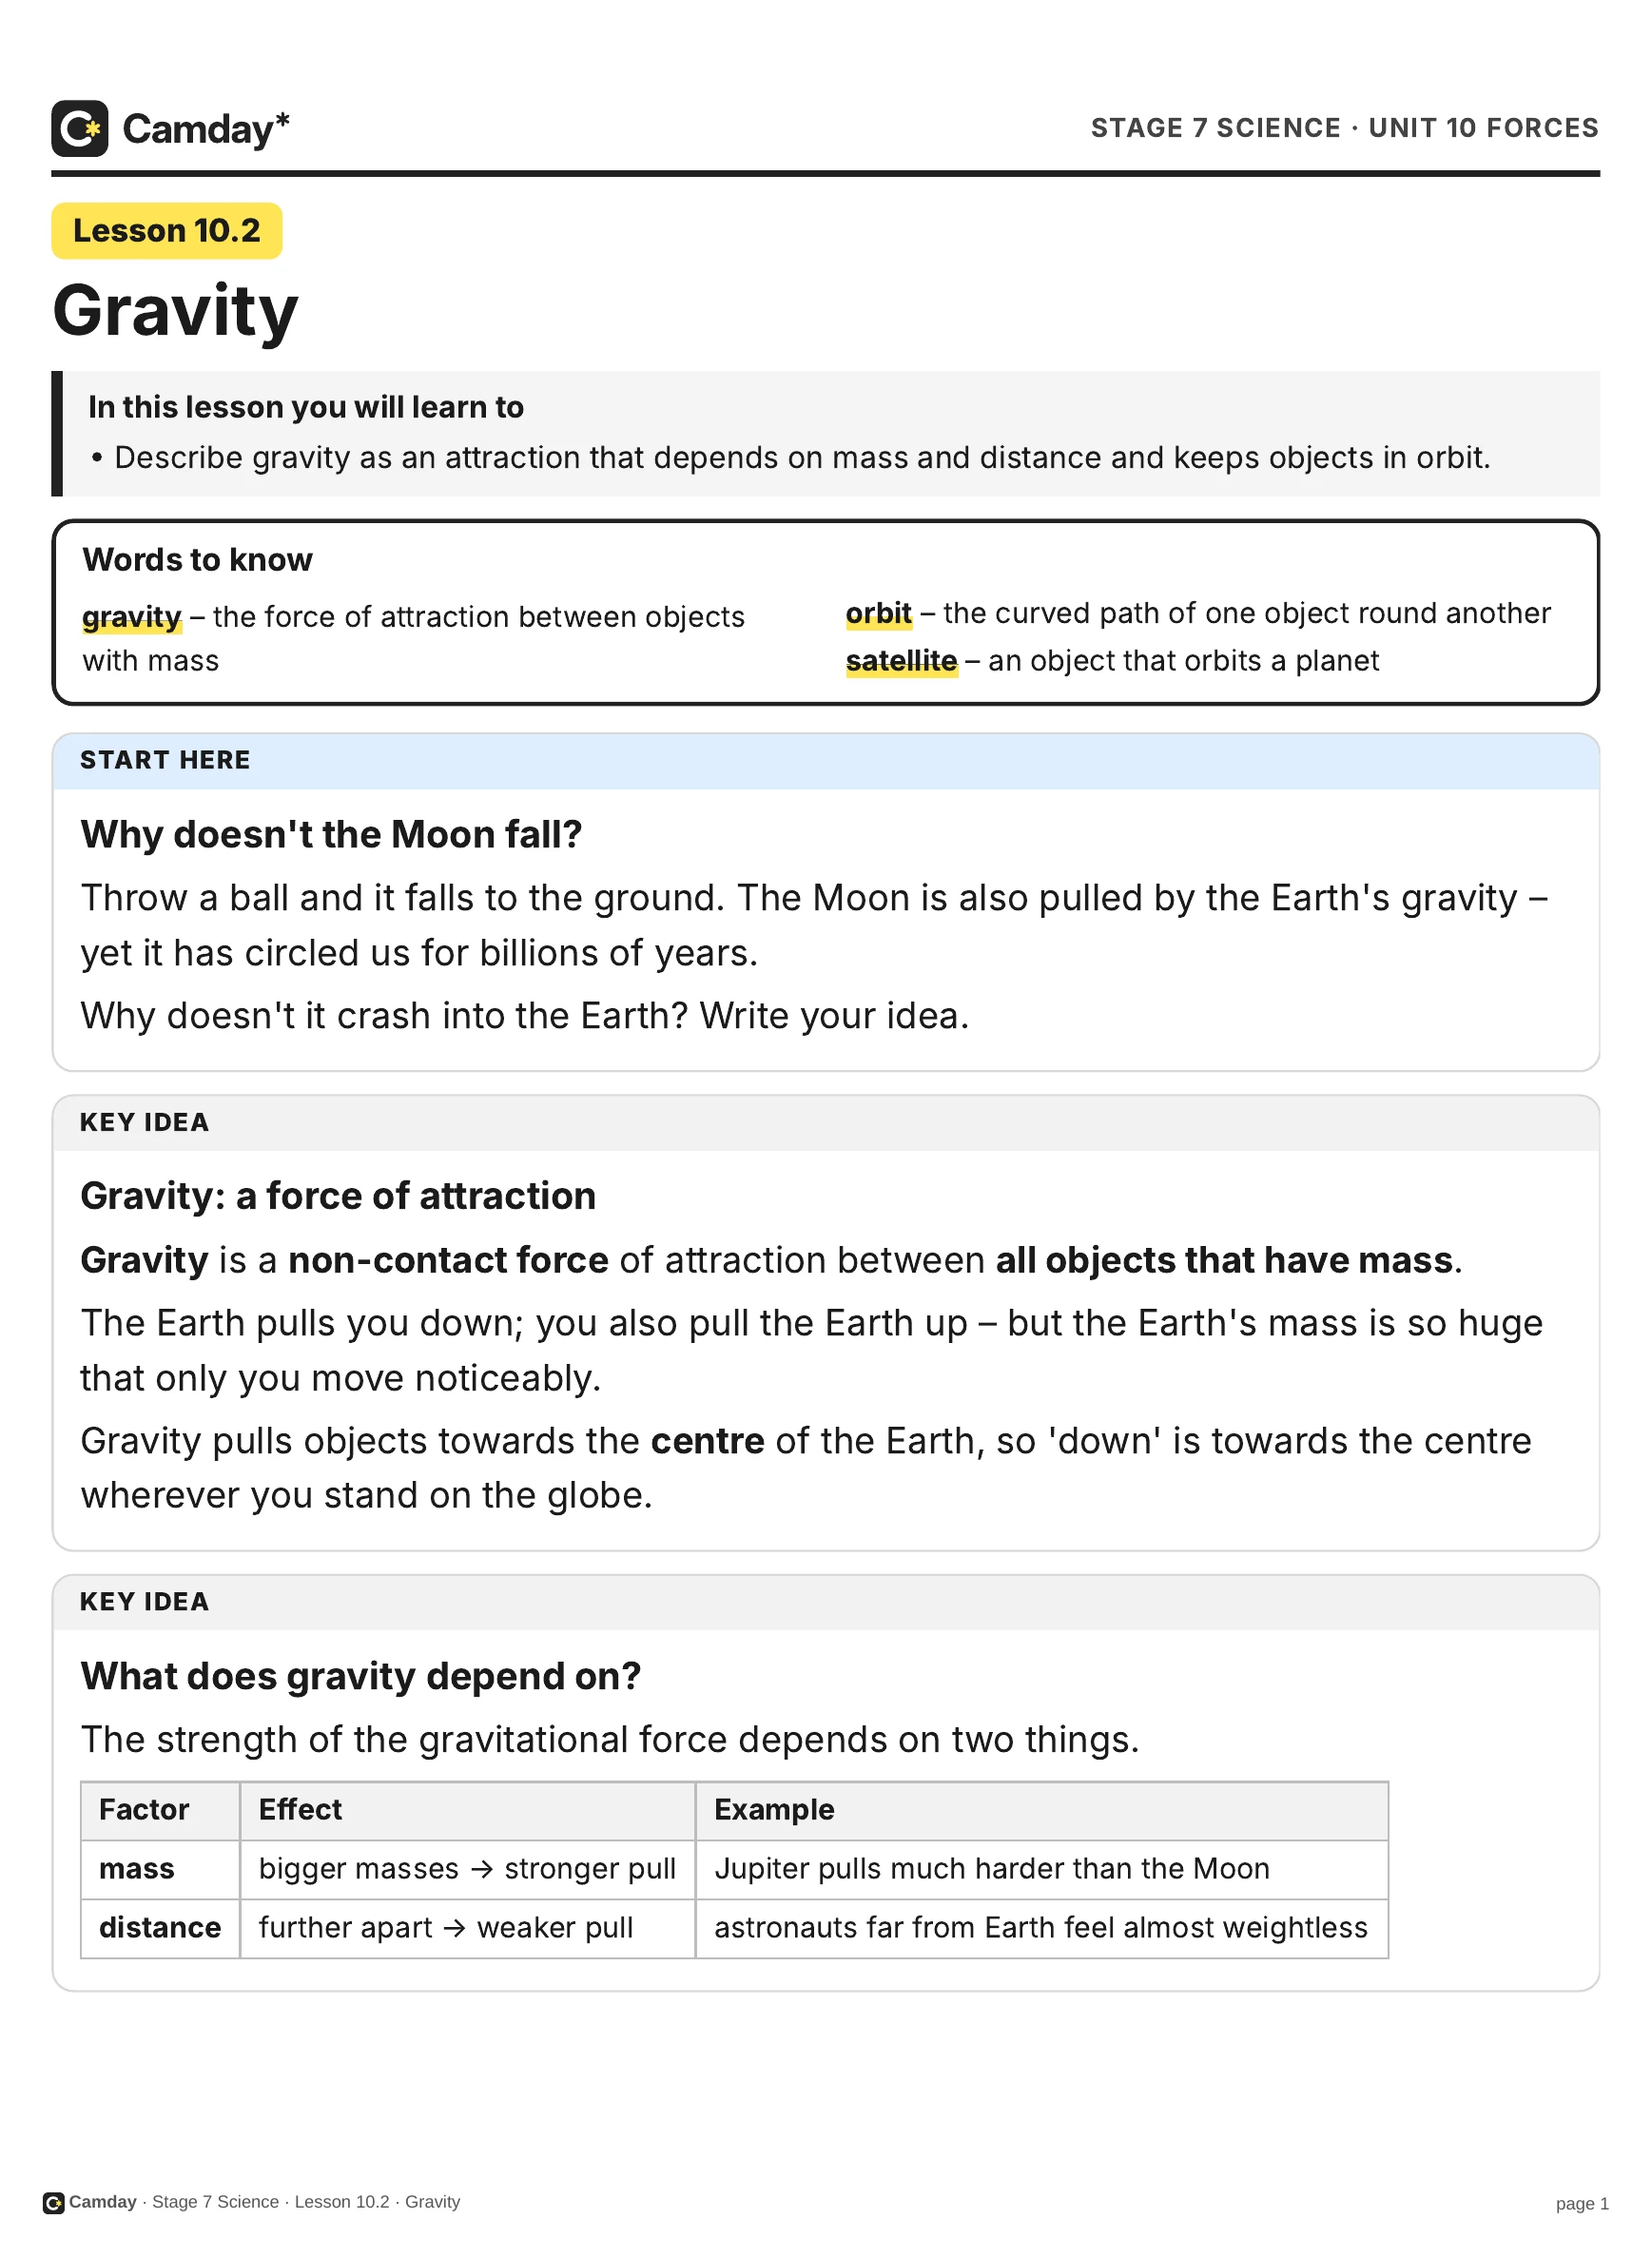 Camday*
STAGE 7 SCIENCE · UNIT 10 FORCES
Lesson 10.2
Gravity
In this lesson you will learn to
• Describe gravity as an attraction that depends on mass and distance and keeps objects in orbit.
Words to know
gravity – the force of attraction between objects
with mass
orbit – the curved path of one object round another
satellite – an object that orbits a planet
START HERE
Why doesn't the Moon fall?
Throw a ball and it falls to the ground. The Moon is also pulled by the Earth's gravity –
yet it has circled us for billions of years.
Why doesn't it crash into the Earth? Write your idea.
KEY IDEA
Gravity: a force of attraction
Gravity is a non-contact force of attraction between all objects that have mass.
The Earth pulls you down; you also pull the Earth up – but the Earth's mass is so huge
that only you move noticeably.
Gravity pulls objects towards the centre of the Earth, so 'down' is towards the centre
wherever you stand on the globe.
KEY IDEA
What does gravity depend on?
The strength of the gravitational force depends on two things.
Factor Effect Example
mass bigger masses → stronger pull Jupiter pulls much harder than the Moon
distance further apart → weaker pull astronauts far from Earth feel almost weightless
Camday · Stage 7 Science · Lesson 10.2 · Gravity
page 1